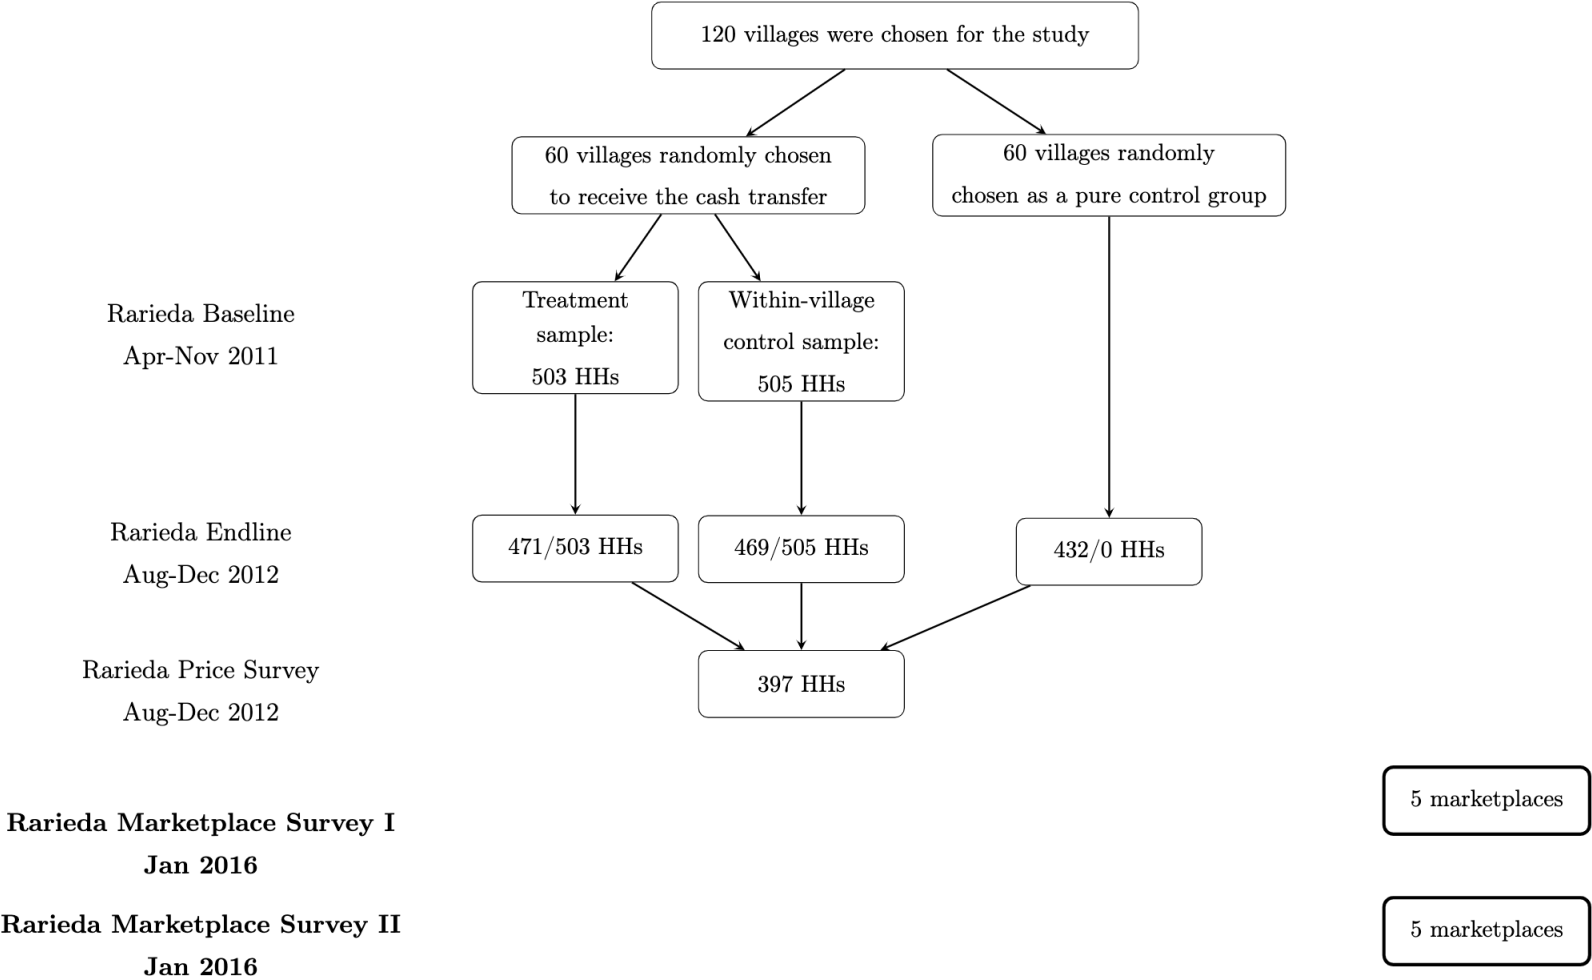 120 villages were chosen for the study
60 villages randomly chosen
to receive the cash transfer
60 villages randomly
chosen as a pure control group
Rarieda Baseline
Apr-Nov 2011
Treatment
sample:
503 HHs
Within-village
control sample:
505 HHs
Rarieda Endline
Aug-Dec 2012
471/503 HHs
469/505 HHs
432/0 HHs
Rarieda Price Survey
Aug-Dec 2012
397 HHs
Rarieda Marketplace Survey I
Jan 2016
5 marketplaces
Rarieda Marketplace Survey II
Jan 2016
5 marketplaces